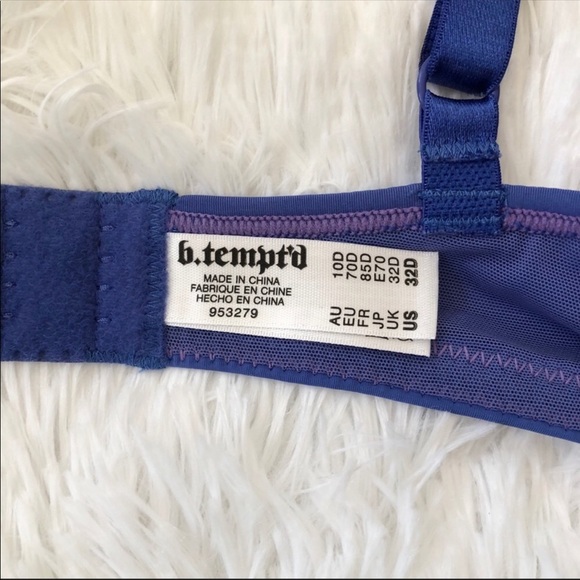 b.tempt'd
MADE IN CHINA
FABRIQUE EN CHINE
HECHO EN CHINA
953279
AU 10D
EU 70D
FR 85D
JP E70
UK 32D
US 32D